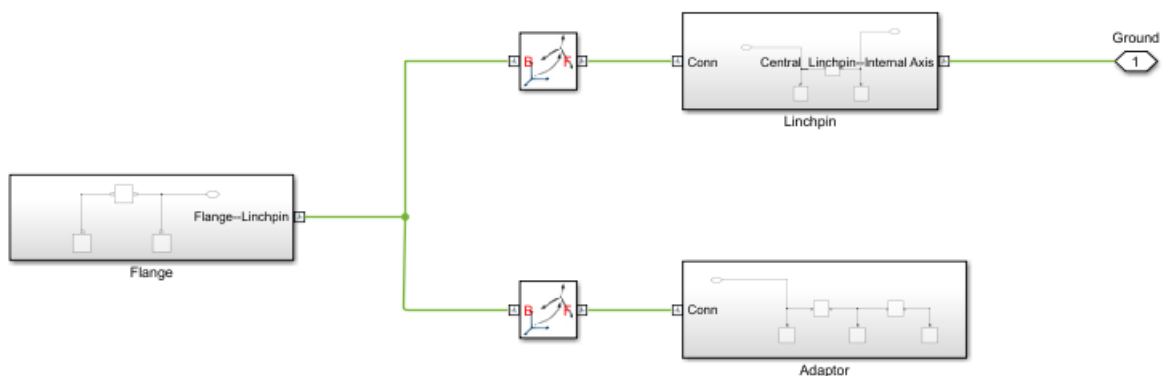 Ground
1
B F
Conn
Central_Linchpin--Internal Axis
Linchpin
Flange--Linchpin
Flange
B F
Conn
Adaptor